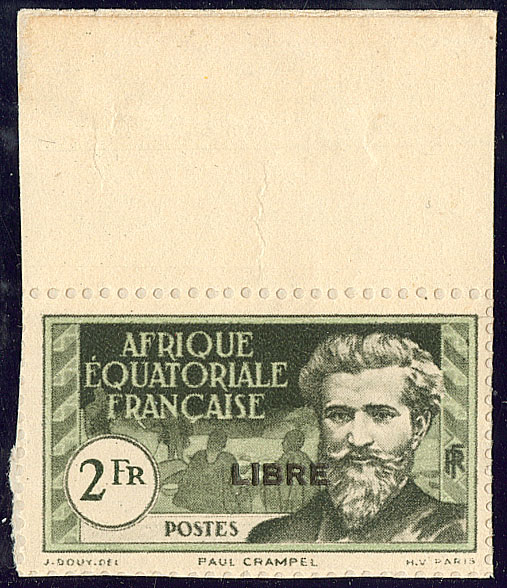 AFRIQUE
ÉQUATORIALE
FRANÇAISE
2 FR
LIBRE
RF
POSTES
J·DOUY·DEL PAUL CRAMPEL H.V PARIS